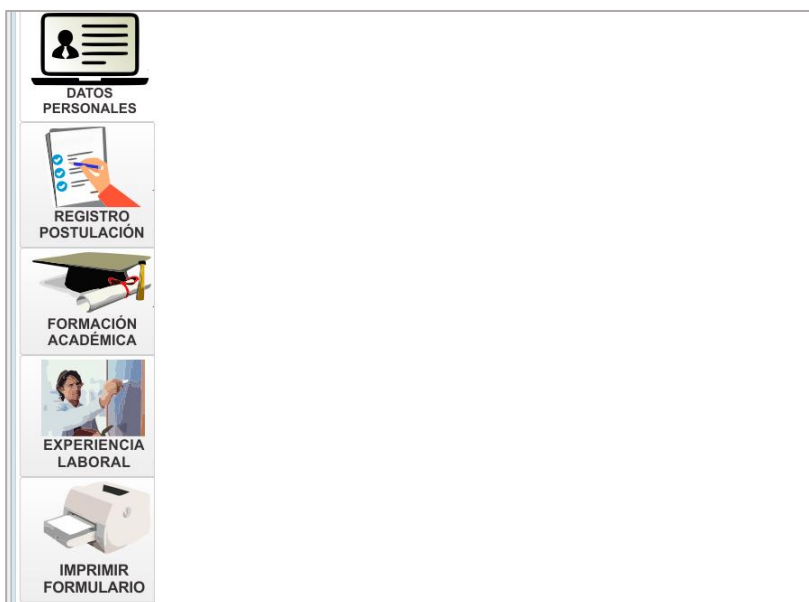 DATOS
PERSONALES
REGISTRO
POSTULACIÓN
FORMACIÓN
ACADÉMICA
EXPERIENCIA
LABORAL
IMPRIMIR
FORMULARIO